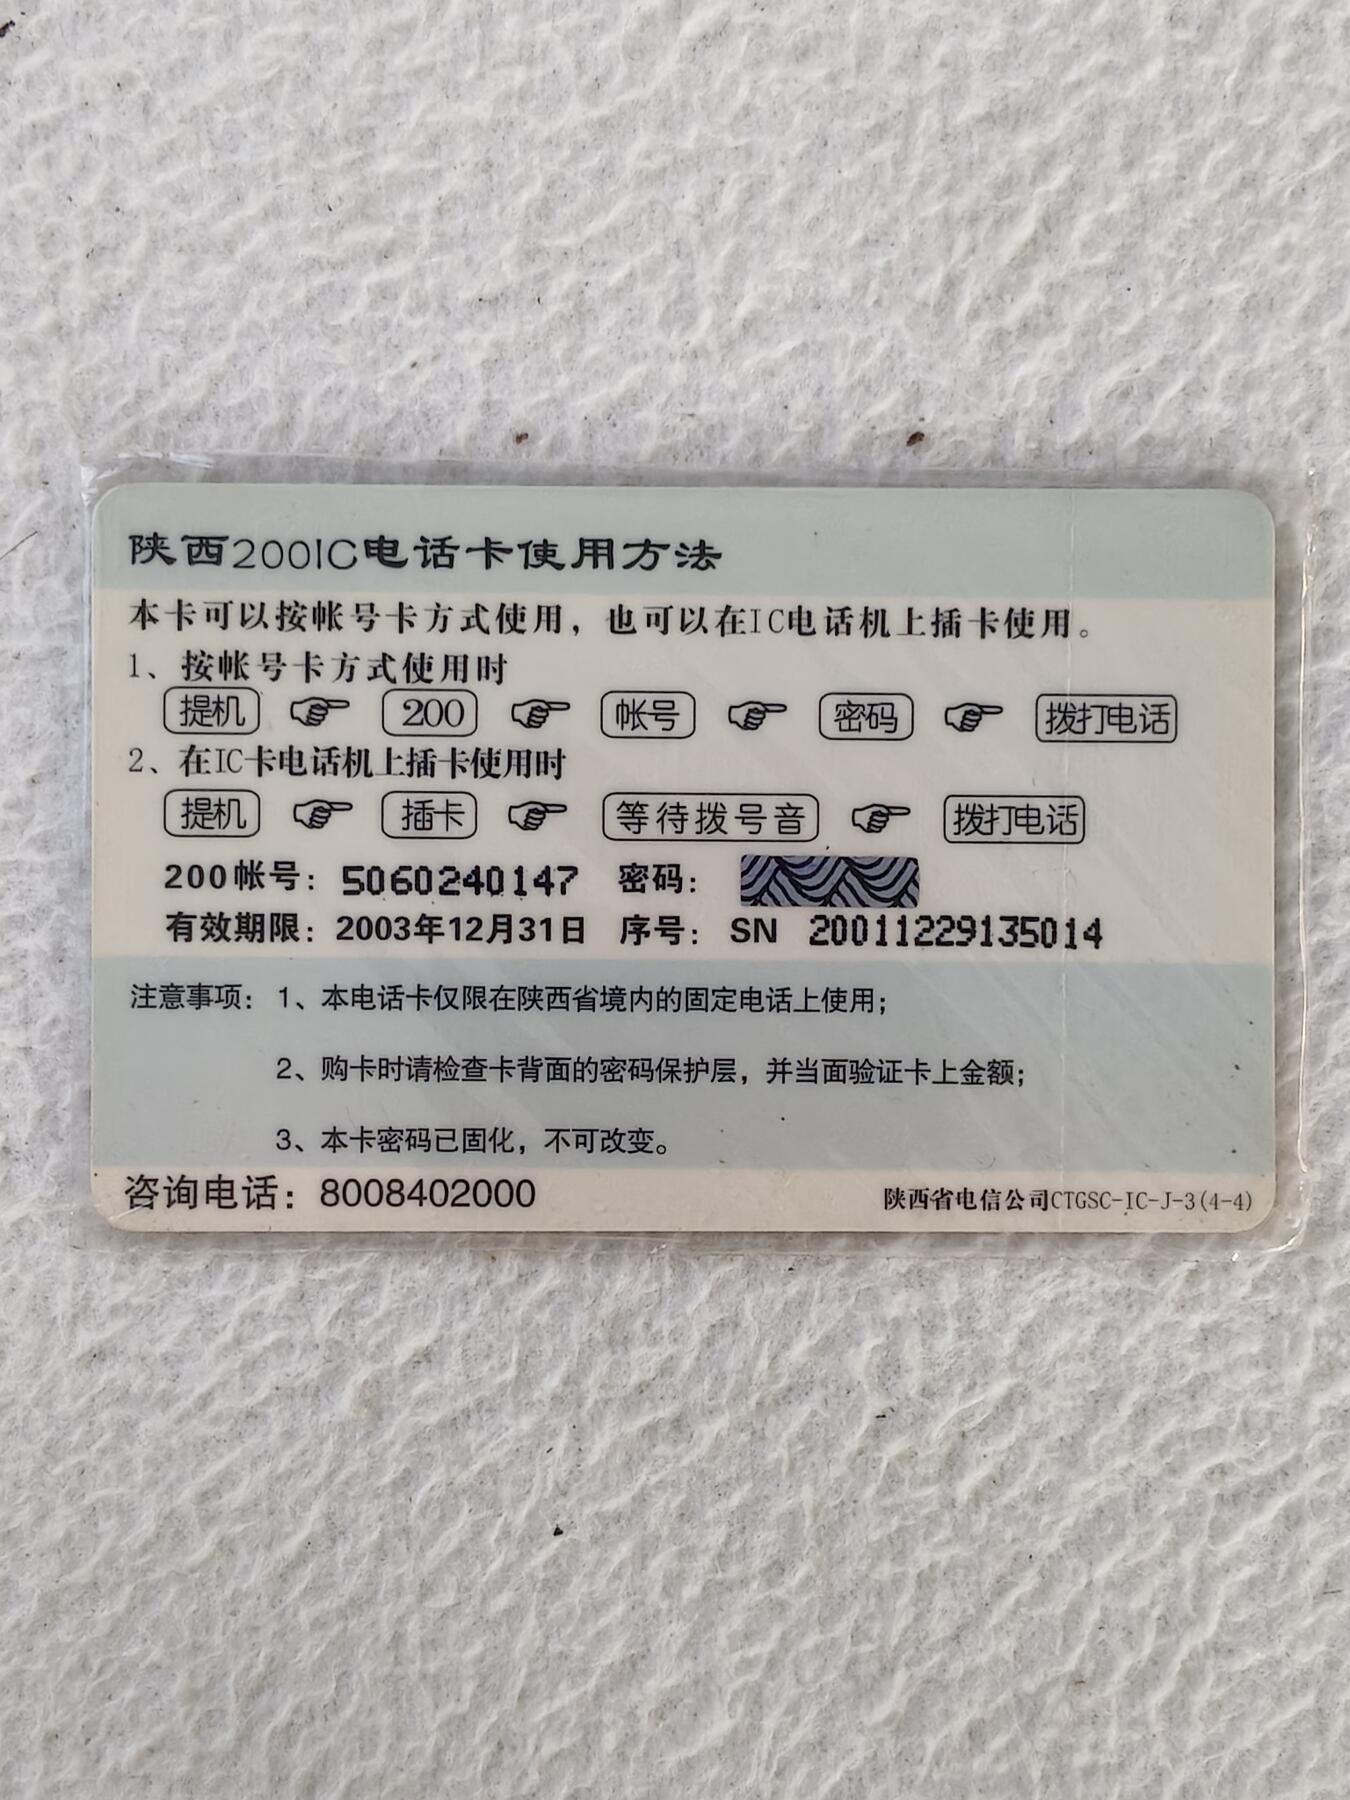 陕西200IC电话卡使用方法
本卡可以按帐号卡方式使用，也可以在IC电话机上插卡使用。
1、按帐号卡方式使用时
提机 200 帐号 密码 拨打电话
2、在IC卡电话机上插卡使用时
提机 插卡 等待拨号音 拨打电话
200帐号：5060240147 密码：
有效期限：2003年12月31日 序号：SN 20011229135014
注意事项：1、本电话卡仅限在陕西省境内的固定电话上使用；
2、购卡时请检查卡背面的密码保护层，并当面验证卡上金额；
3、本卡密码已固化，不可改变。
咨询电话：8008402000 陕西省电信公司CTGSC-IC-J-3(4-4)